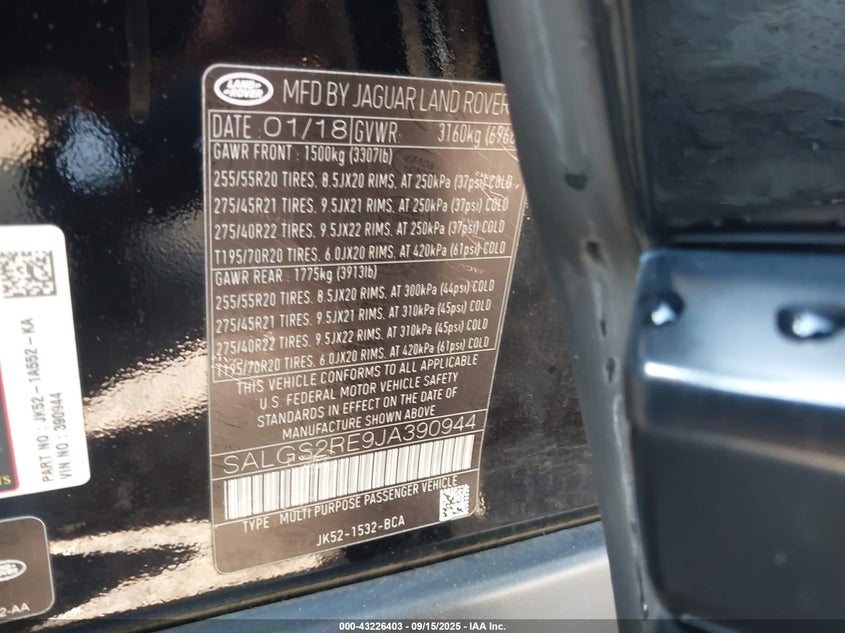 LAND-
-ROVER
MFD BY JAGUAR LAND ROVER
DATE 01/18 GVWR 3160kg
GAWR FRONT : 1500kg (3307lb)
255/55R20 TIRES. 8.5JX20 RIMS. AT 250kPa (37psi) COLD
275/45R21 TIRES. 9.5JX21 RIMS. AT 250kPa (37psi) COLD
275/40R22 TIRES. 9.5JX22 RIMS. AT 250kPa (37psi) COLD
T195/70R20 TIRES. 6.0JX20 RIMS. AT 420kPa (61psi) COLD
GAWR REAR : 1775kg (3913lb)
255/55R20 TIRES. 8.5JX20 RIMS. AT 300kPa (44psi) COLD
275/45R21 TIRES. 9.5JX21 RIMS. AT 310kPa (45psi) COLD
275/40R22 TIRES. 9.5JX22 RIMS. AT 310kPa (45psi) COLD
T195/70R20 TIRES. 6.0JX20 RIMS. AT 420kPa (61psi) COLD
THIS VEHICLE CONFORMS TO ALL APPLICABLE
U.S. FEDERAL MOTOR VEHICLE SAFETY
STANDARDS IN EFFECT ON THE DATE OF
MANUFACTURE SHOWN ABOVE
SALGS2RE9JA390944
TYPE : MULTI PURPOSE PASSENGER VEHICLE
JK52-1532-BCA
PART NO : JK52-1A552-KA
VIN NO : 390944
000-43226403 - 09/15/2025 - IAA Inc.